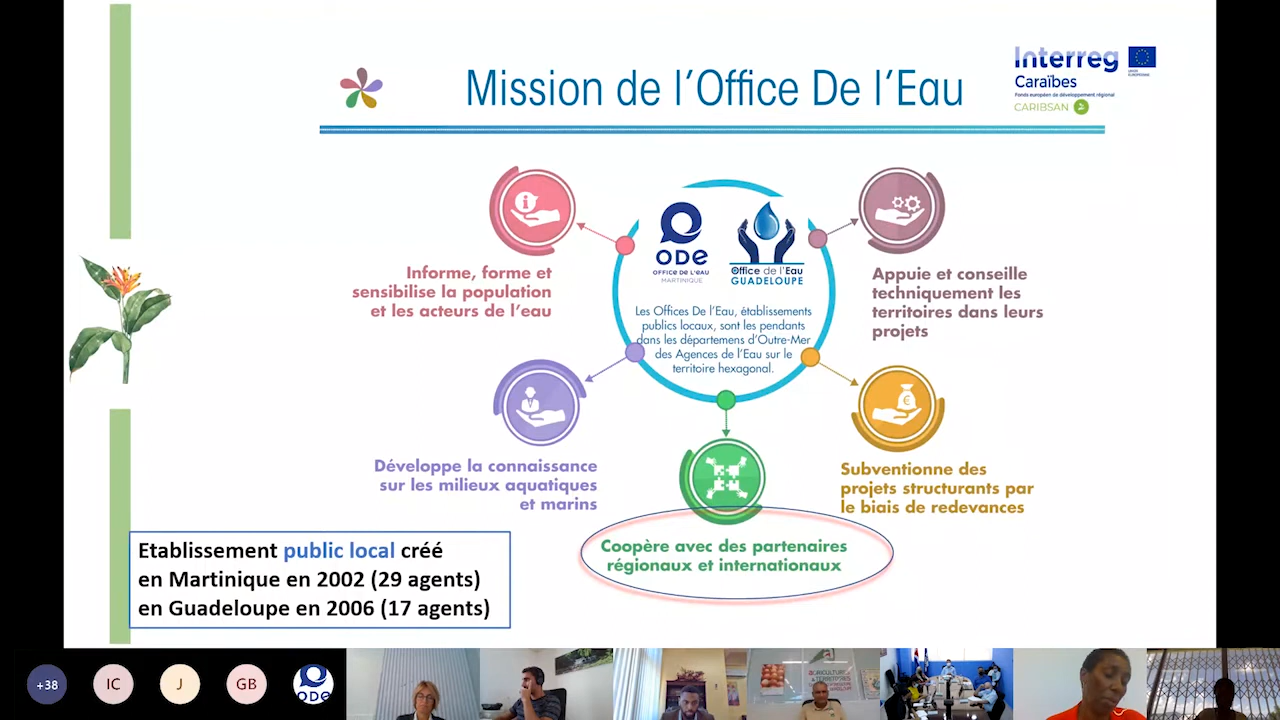 Mission de l'Office De l'Eau
Interreg
Caraïbes
Fonds européen de développement régional
CARIBSAN
UNION EUROPÉENNE
Informe, forme et
sensibilise la population
et les acteurs de l'eau
ODE
OFFICE DE L'EAU
MARTINIQUE
Office de l'Eau
GUADELOUPE
Les Offices De l'Eau, établissements
publics locaux, sont les pendants
dans les départemens d'Outre-Mer
des Agences de l'Eau sur le
territoire hexagonal.
Appuie et conseille
techniquement les
territoires dans leurs
projets
Développe la connaissance
sur les milieux aquatiques
et marins
Subventionne des
projets structurants par
le biais de redevances
Coopère avec des partenaires
régionaux et internationaux
Etablissement public local créé
en Martinique en 2002 (29 agents)
en Guadeloupe en 2006 (17 agents)
+38
IC
J
GB
ODE